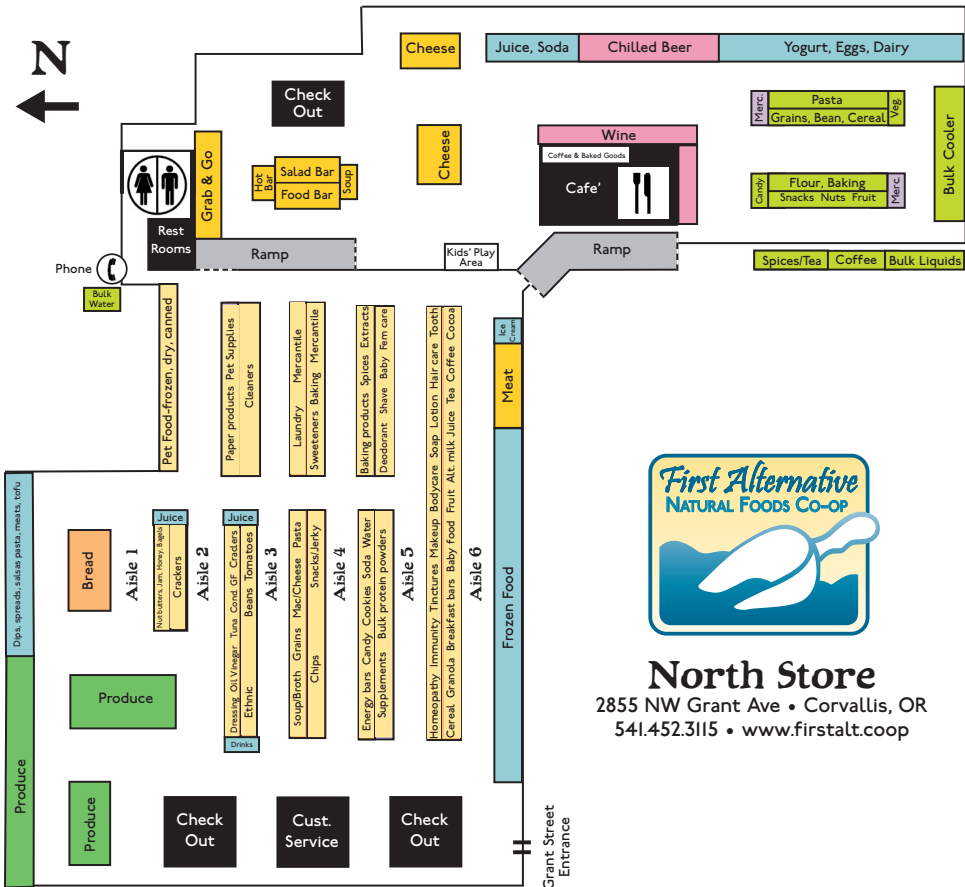 N
Cheese
Juice, Soda
Chilled Beer
Yogurt, Eggs, Dairy
Check
Out
Merc.
Pasta
Grains, Bean, Cereal
Veg.
Bulk Cooler
Grab & Go
Hot
Bar
Salad Bar
Food Bar
Soup
Cheese
Wine
Coffee & Baked Goods
Cafe'
Candy
Flour, Baking
Snacks Nuts Fruit
Merc.
Rest
Rooms
Ramp
Kids' Play
Area
Ramp
Spices/Tea
Coffee
Bulk Liquids
Phone
Bulk
Water
Pet Food-frozen, dry, canned
Paper products Pet Supplies
Cleaners
Laundry Mercantile
Sweeteners Baking Mercantile
Baking products Spices Extracts
Deodorant Shave Baby Fem care
Homeopathy Immunity Tinctures Makeup Bodycare Soap Lotion Hair care Tooth
Cereal Granola Breakfast bars Baby Food Fruit Alt. milk Juice Tea Coffee Cocoa
Ice
Cream
Meat
Frozen Food
Dips, spreads, salsas pasta, meats, tofu
Bread
Aisle 1
Juice
Nut butters, Jam, Honey, Bagels
Crackers
Aisle 2
Juice
Dressing Oil Vinegar Tuna Cond. GF Crackers
Ethnic Beans Tomatoes
Drinks
Aisle 3
Soup/Broth Grains Mac/Cheese Pasta
Chips Snacks/Jerky
Aisle 4
Energy bars Candy Cookies Soda Water
Supplements Bulk protein powders
Aisle 5
Aisle 6
Produce
Produce
Produce
Check
Out
Cust.
Service
Check
Out
Grant Street
Entrance
First Alternative
NATURAL FOODS CO-OP
North Store
2855 NW Grant Ave • Corvallis, OR
541.452.3115 • www.firstalt.coop